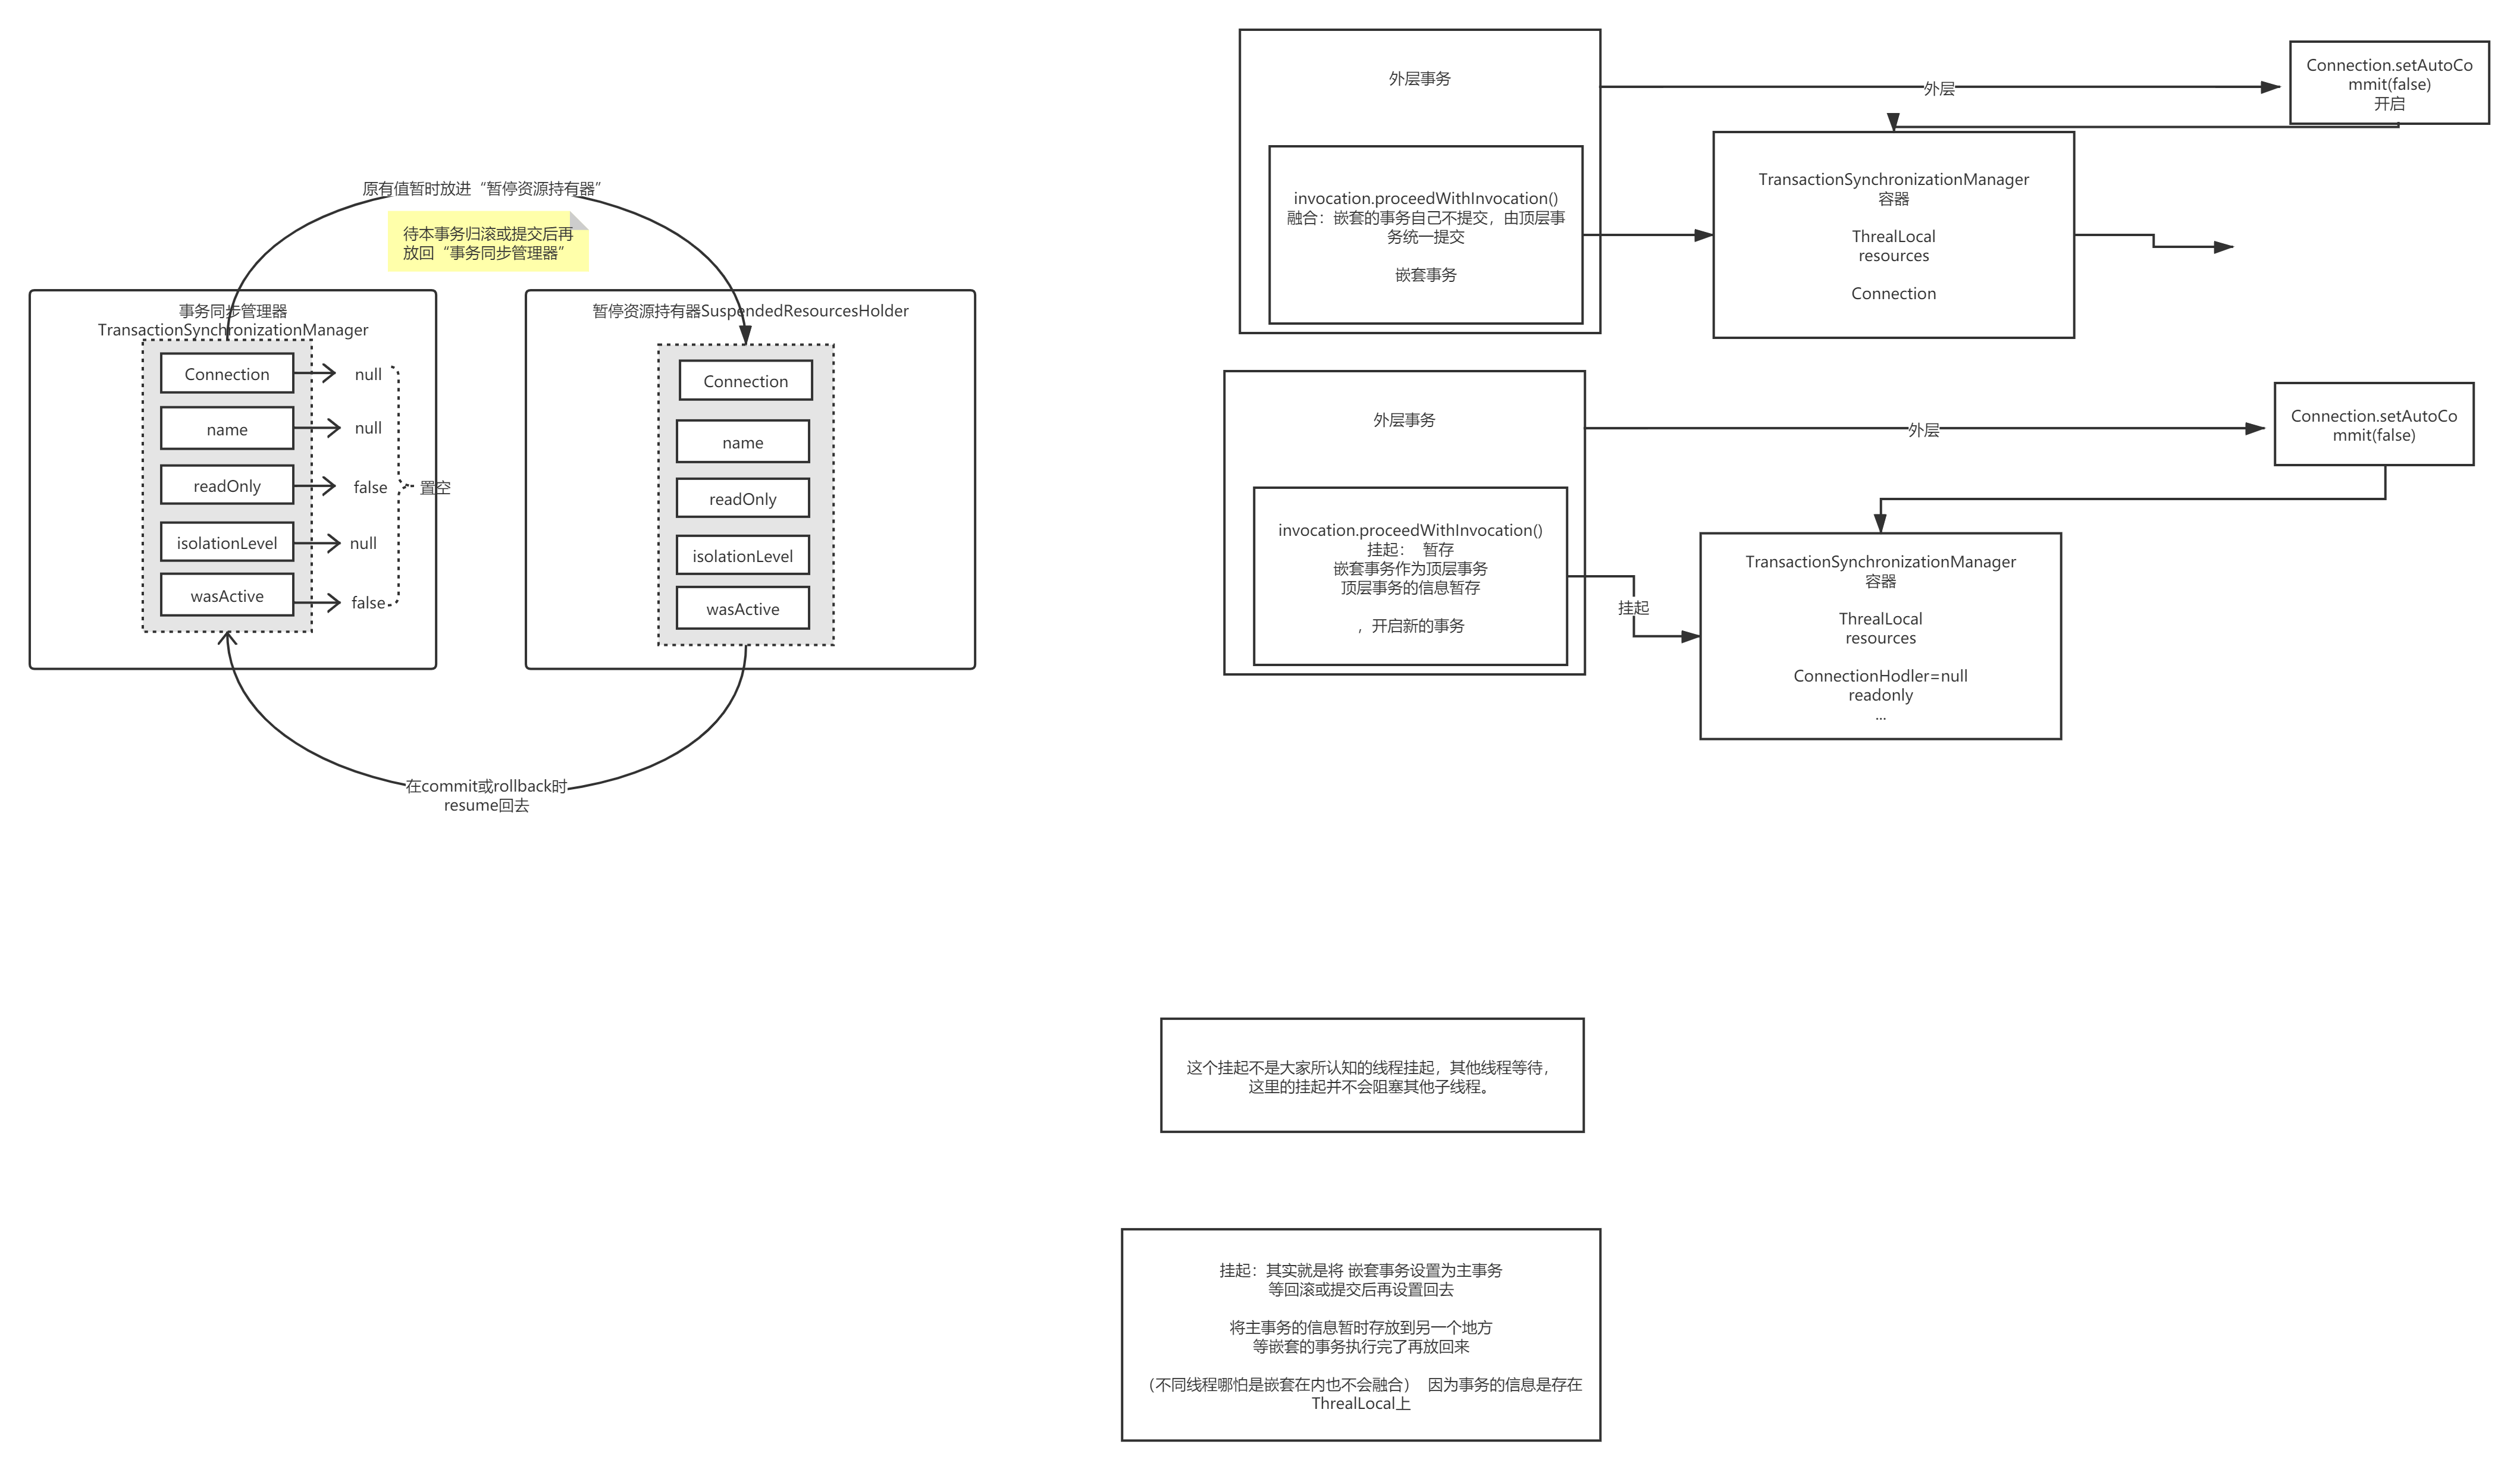 原有值暂时放进“暂停资源持有器”
待本事务归滚或提交后再
放回“事务同步管理器”
事务同步管理器
TransactionSynchronizationManager
Connection
null
name
null
readOnly
false
置空
isolationLevel
null
wasActive
false
暂停资源持有器SuspendedResourcesHolder
Connection
name
readOnly
isolationLevel
wasActive
在commit或rollback时
resume回去
外层事务
invocation.proceedWithInvocation()
融合：嵌套的事务自己不提交，由顶层事
务统一提交
嵌套事务
外层
Connection.setAutoCo
mmit(false)
开启
TransactionSynchronizationManager
容器
ThrealLocal
resources
Connection
外层事务
invocation.proceedWithInvocation()
挂起： 暂存
嵌套事务作为顶层事务
顶层事务的信息暂存
，开启新的事务
外层
Connection.setAutoCo
mmit(false)
挂起
TransactionSynchronizationManager
容器
ThrealLocal
resources
ConnectionHodler=null
readonly
...
这个挂起不是大家所认知的线程挂起，其他线程等待，
这里的挂起并不会阻塞其他子线程。
挂起：其实就是将 嵌套事务设置为主事务
等回滚或提交后再设置回去
将主事务的信息暂时存放到另一个地方
等嵌套的事务执行完了再放回来
（不同线程哪怕是嵌套在内也不会融合） 因为事务的信息是存在
ThrealLocal上